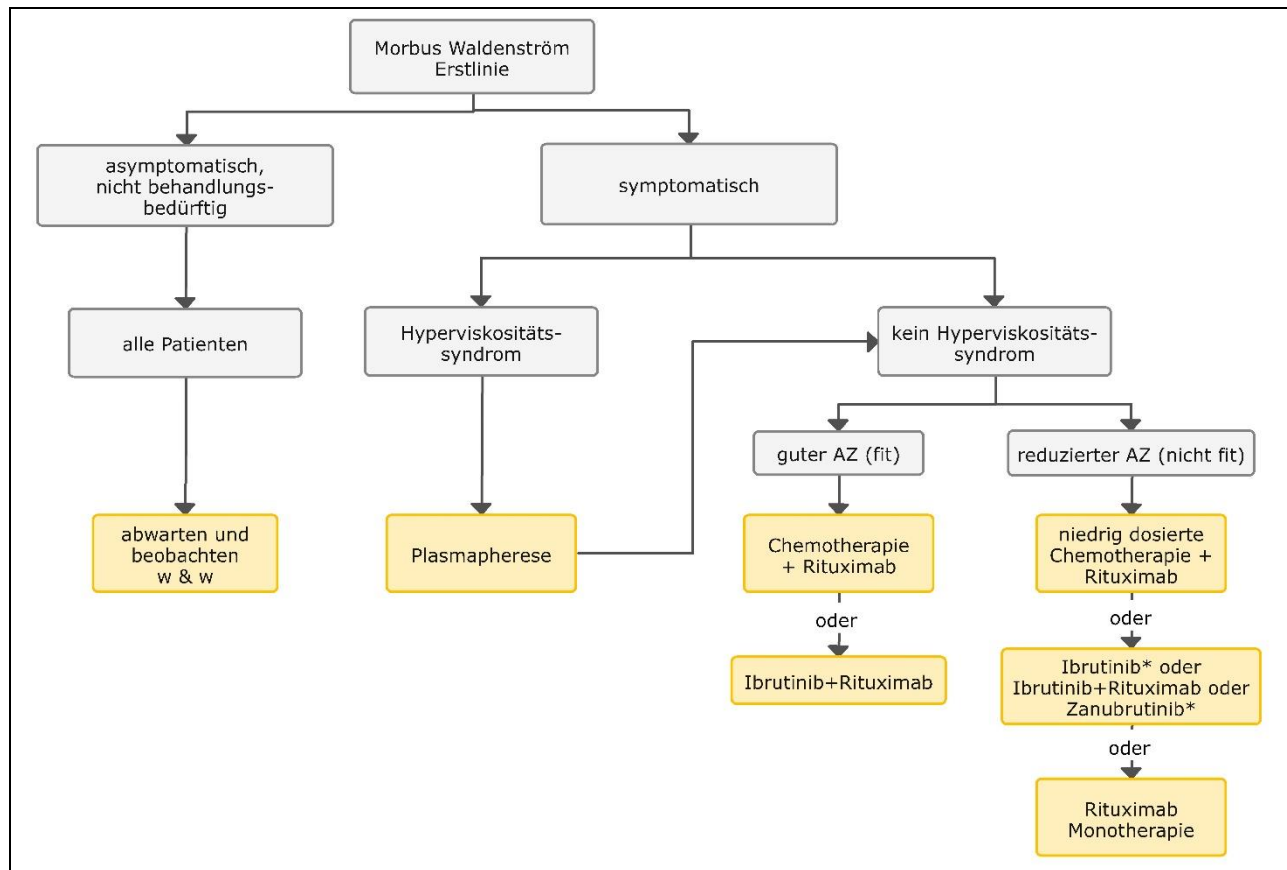 Morbus Waldenström
Erstlinie
asymptomatisch,
nicht behandlungs-
bedürftig
symptomatisch
alle Patienten
Hyperviskositäts-
syndrom
kein Hyperviskositäts-
syndrom
guter AZ (fit)
reduzierter AZ (nicht fit)
abwarten und
beobachten
w & w
Plasmapherese
Chemotherapie
+ Rituximab
niedrig dosierte
Chemotherapie +
Rituximab
oder
oder
Ibrutinib+Rituximab
Ibrutinib* oder
Ibrutinib+Rituximab oder
Zanubrutinib*
oder
Rituximab
Monotherapie